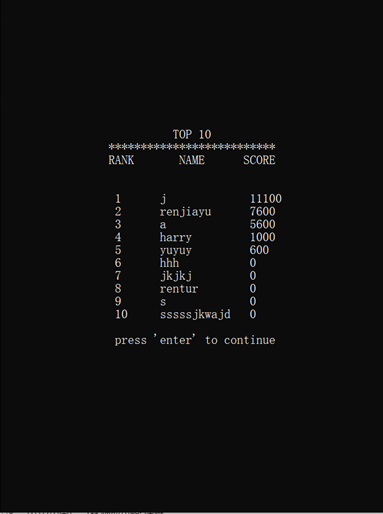 TOP 10
**************************
RANK NAME SCORE
1 j 11100
2 renjiayu 7600
3 a 5600
4 harry 1000
5 yuyuy 600
6 hhh 0
7 jkjkj 0
8 rentur 0
9 s 0
10 sssssjkwajd 0
press 'enter' to continue